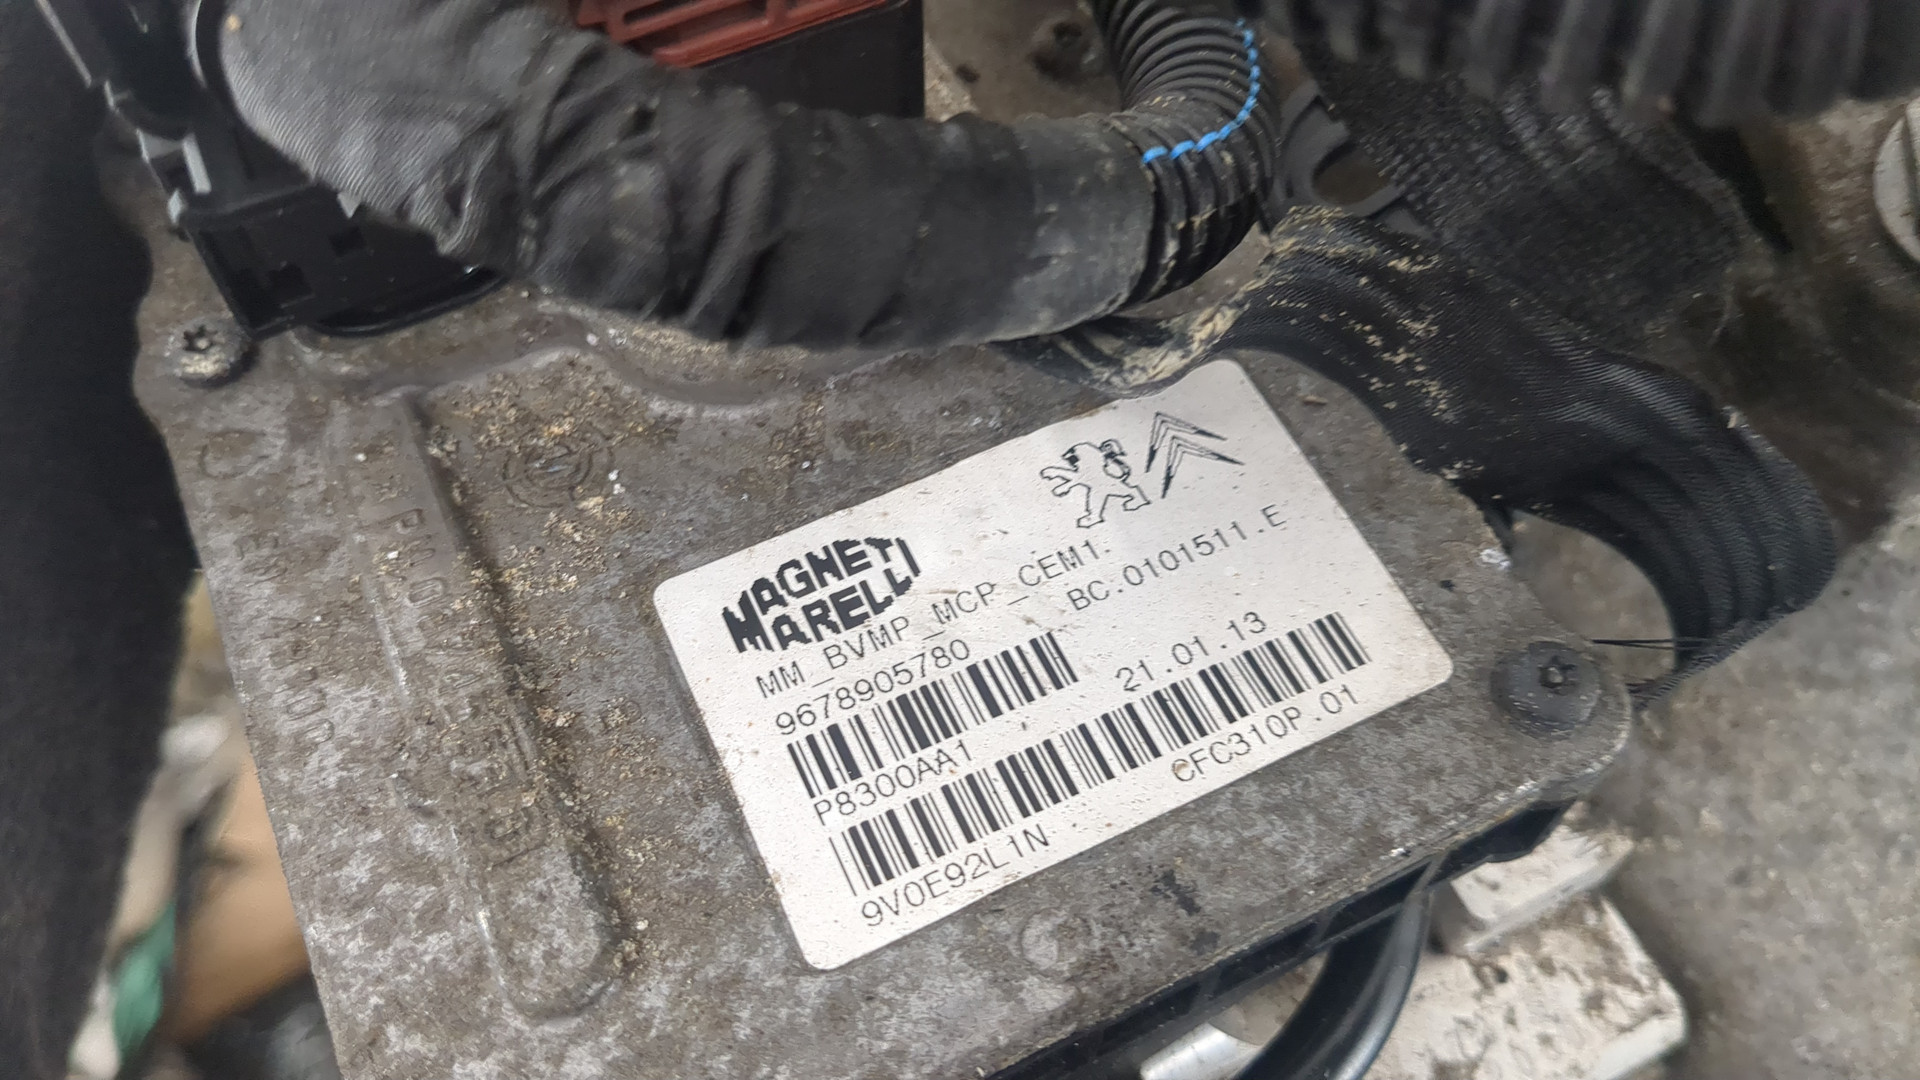 MAGNETI
MARELLI
MM_BVMP_MCP_CEM1.
9678905780
BC.0101511.E
P8300AA1
21.01.13
9V0E92L1N
CFC310P.01